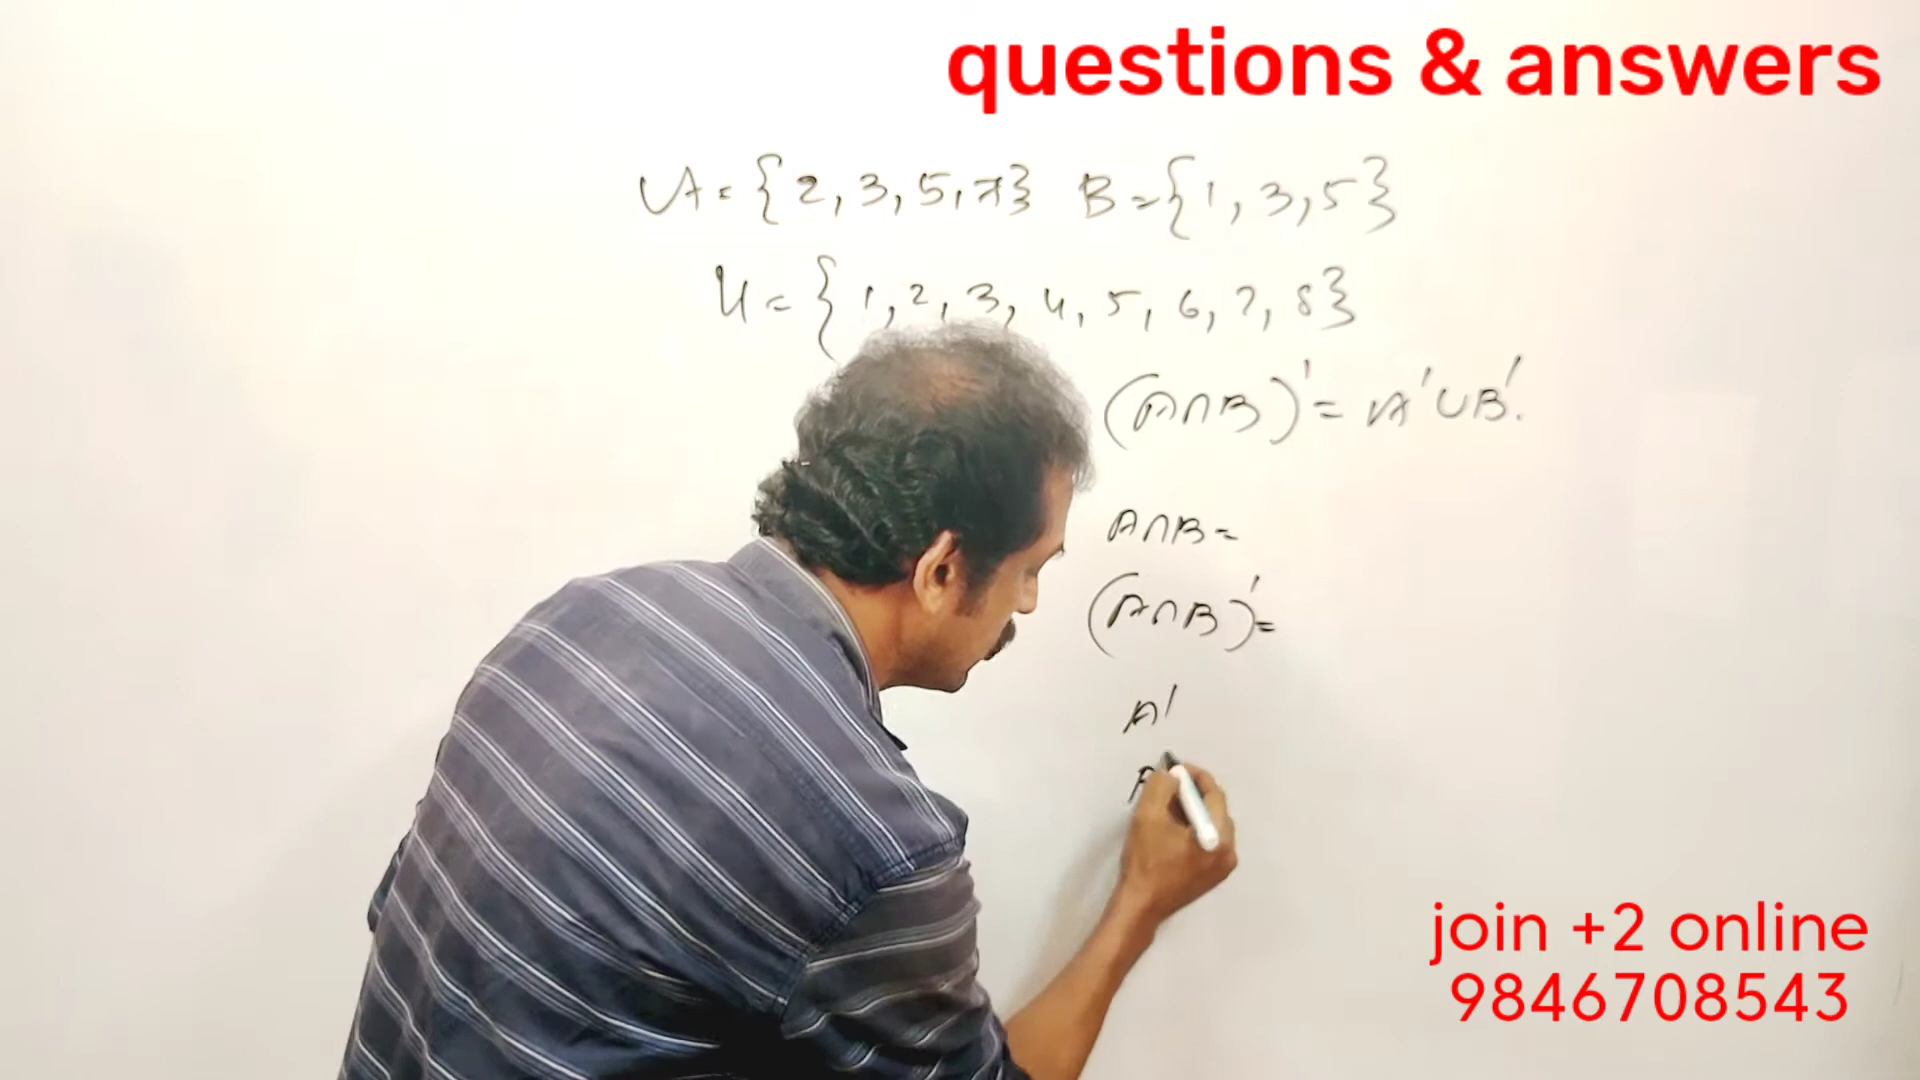 questions & answers
A = {2, 3, 5, 7} B = {1, 3, 5}
U = {1, 2, 3, 4, 5, 6, 7, 8}
(A∩B)' = A'∪B'.
A∩B =
(A∩B)' =
A'
join +2 online
9846708543